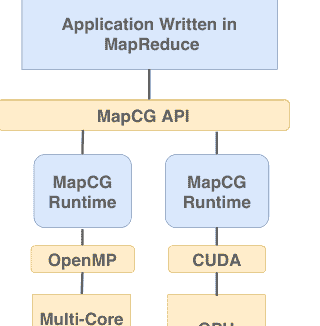 Application Written in
MapReduce
MapCG API
MapCG
Runtime
MapCG
Runtime
OpenMP
CUDA
Multi-Core